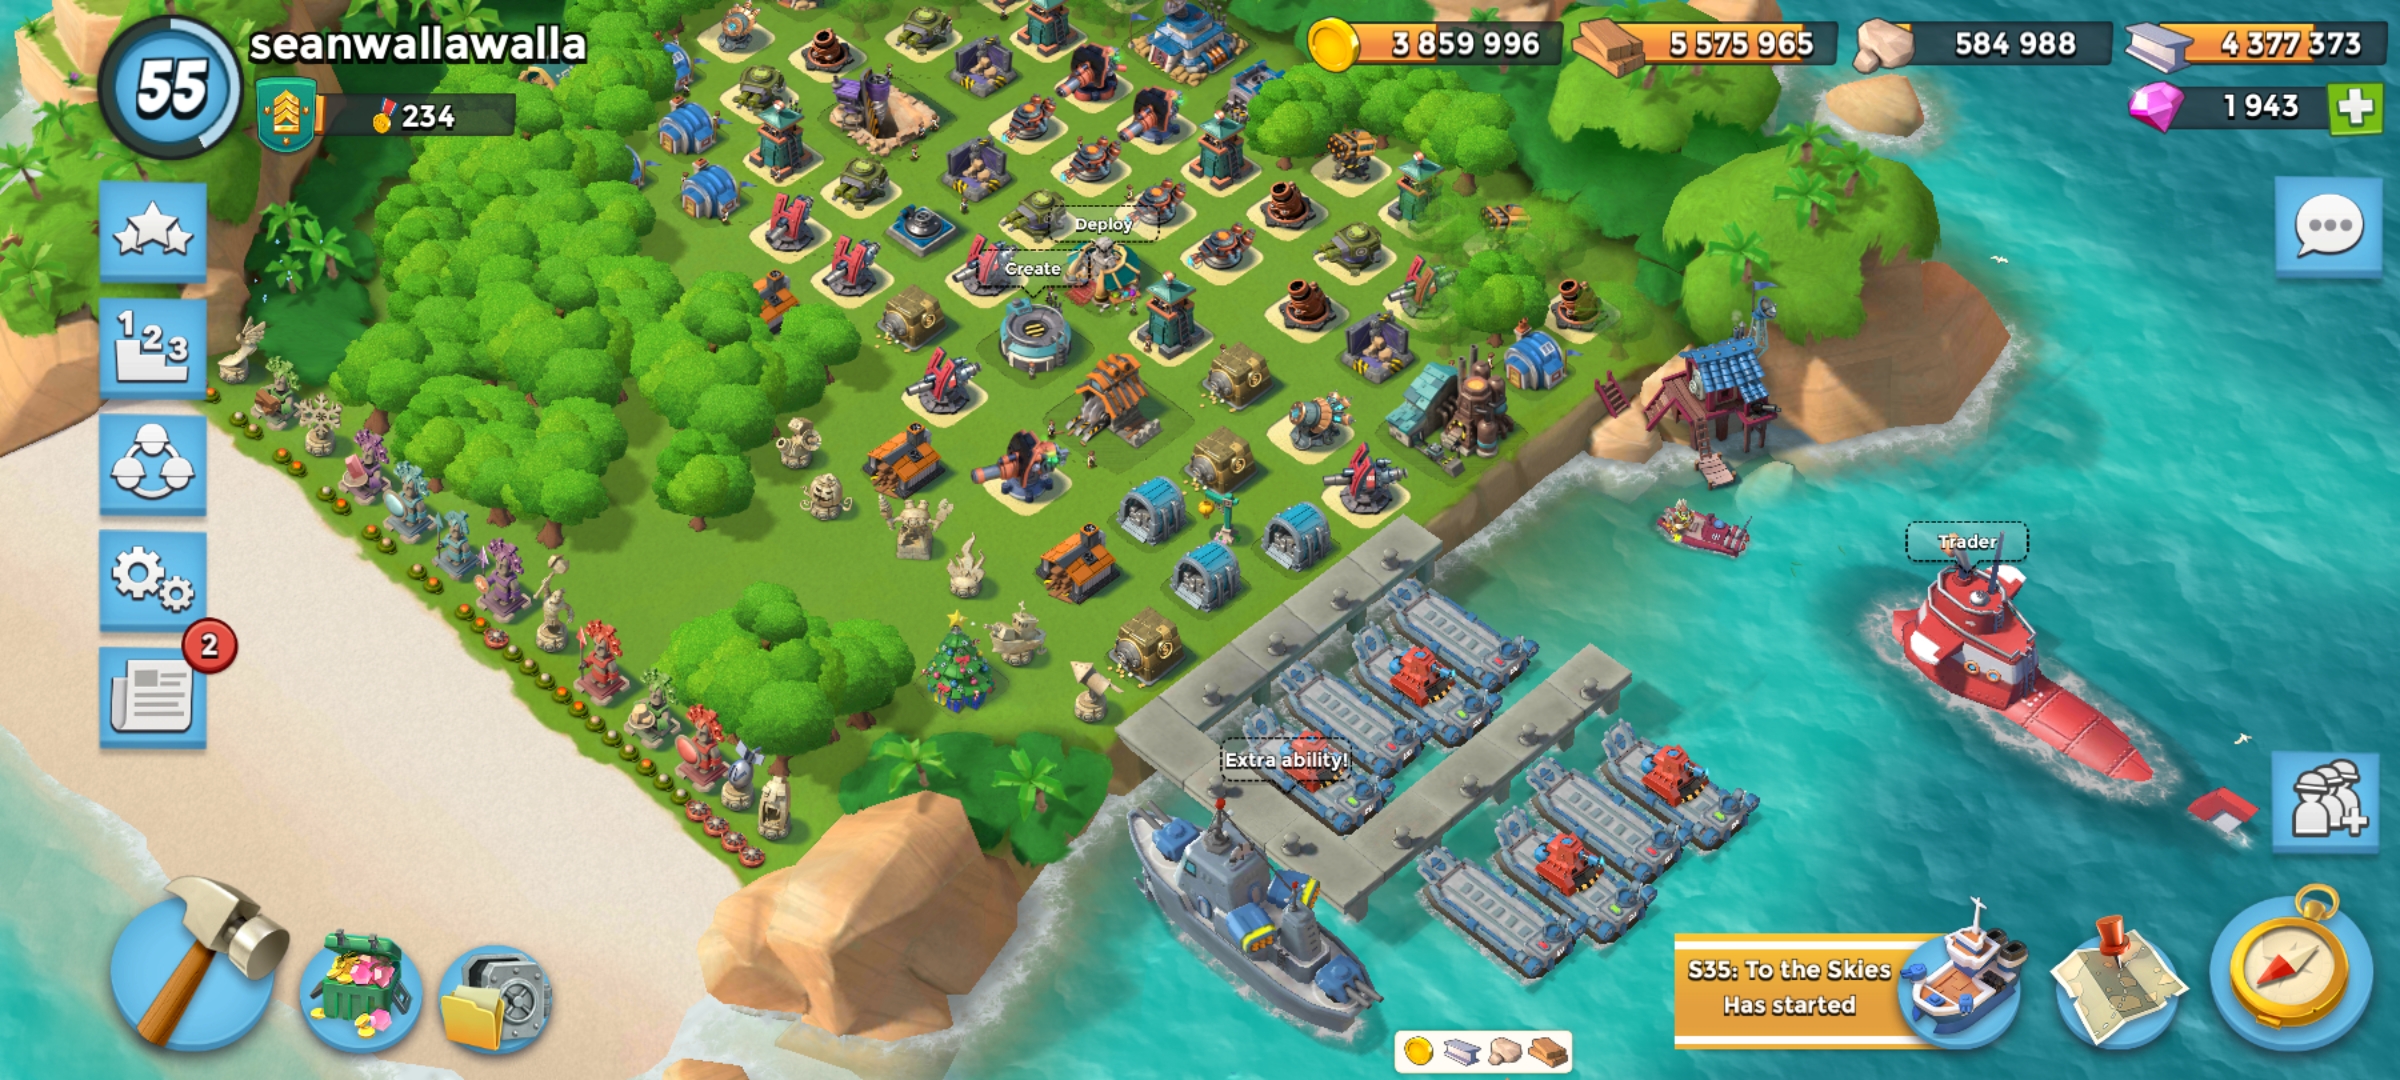 55
seanwallawalla
234
3 859 996
5 575 965
584 988
4 377 373
1 943
Deploy
Create
123
Trader
2
Extra ability!
S35: To the Skies
Has started